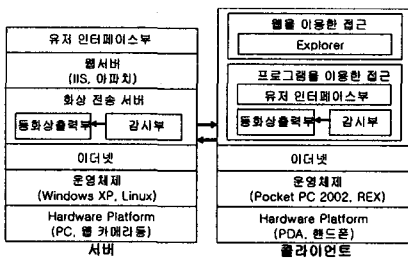 유저 인터페이스부
웹서버
(IIS, 아파치)
화상 전송 서버
동화상출력부
감시부
이더넷
운영체제
(Windows XP, Linux)
Hardware Platform
(PC, 웹 카메라등)
서버
웹을 이용한 접근
Explorer
프로그램을 이용한 접근
유저 인터페이스부
동화상출력부
감시부
이더넷
운영체제
(Pocket PC 2002, REX)
Hardware Platform
(PDA, 핸드폰)
클라이언트